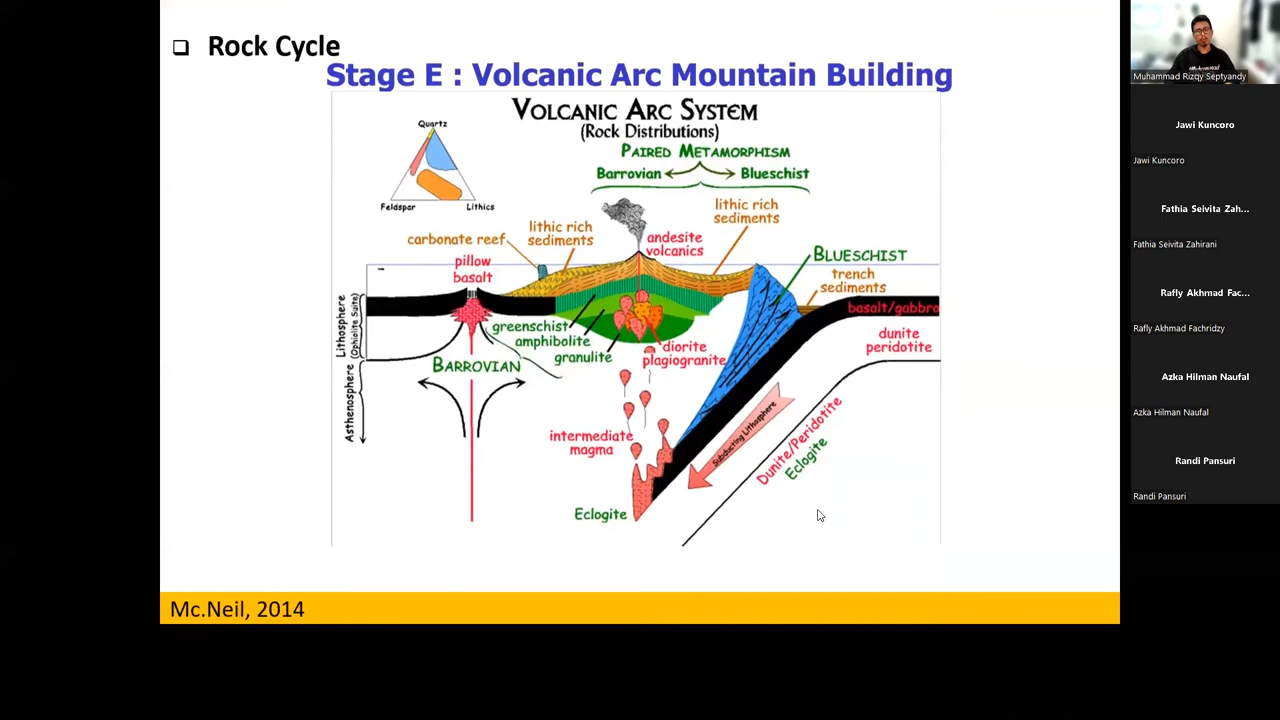 ❑ Rock Cycle
Stage E : Volcanic Arc Mountain Building
VOLCANIC ARC SYSTEM
(Rock Distributions)
PAIRED METAMORPHISM
Barrovian
Blueschist
Quartz
Feldspar
Lithics
carbonate reef
lithic rich
sediments
lithic rich
sediments
andesite
volcanics
pillow
basalt
BLUESCHIST
trench
sediments
basalt/gabbro
dunite
peridotite
Lithosphere
(Ophiolite Suite)
Asthenosphere
greenschist
amphibolite
granulite
diorite
plagiogranite
BARROVIAN
intermediate
magma
Subducting Lithosphere
Dunite/Peridotite
Eclogite
Eclogite
Mc.Neil, 2014
Muhammad Rizqy Septyandy
Jawi Kuncoro
Jawi Kuncoro
Fathia Seivita Zah...
Fathia Seivita Zahirani
Rafly Akhmad Fac...
Rafly Akhmad Fachridzy
Azka Hilman Naufal
Azka Hilman Naufal
Randi Pansuri
Randi Pansuri